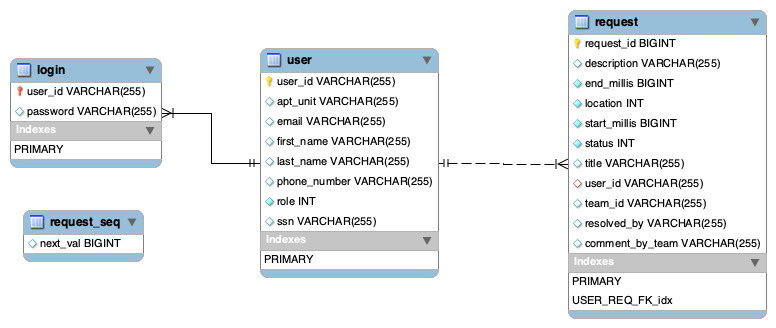 login
user_id VARCHAR(255)
password VARCHAR(255)
Indexes
PRIMARY
request_seq
next_val BIGINT
user
user_id VARCHAR(255)
apt_unit VARCHAR(255)
email VARCHAR(255)
first_name VARCHAR(255)
last_name VARCHAR(255)
phone_number VARCHAR(255)
role INT
ssn VARCHAR(255)
Indexes
PRIMARY
request
request_id BIGINT
description VARCHAR(255)
end_millis BIGINT
location INT
start_millis BIGINT
status INT
title VARCHAR(255)
user_id VARCHAR(255)
team_id VARCHAR(255)
resolved_by VARCHAR(255)
comment_by_team VARCHAR(255)
Indexes
PRIMARY
USER_REQ_FK_idx